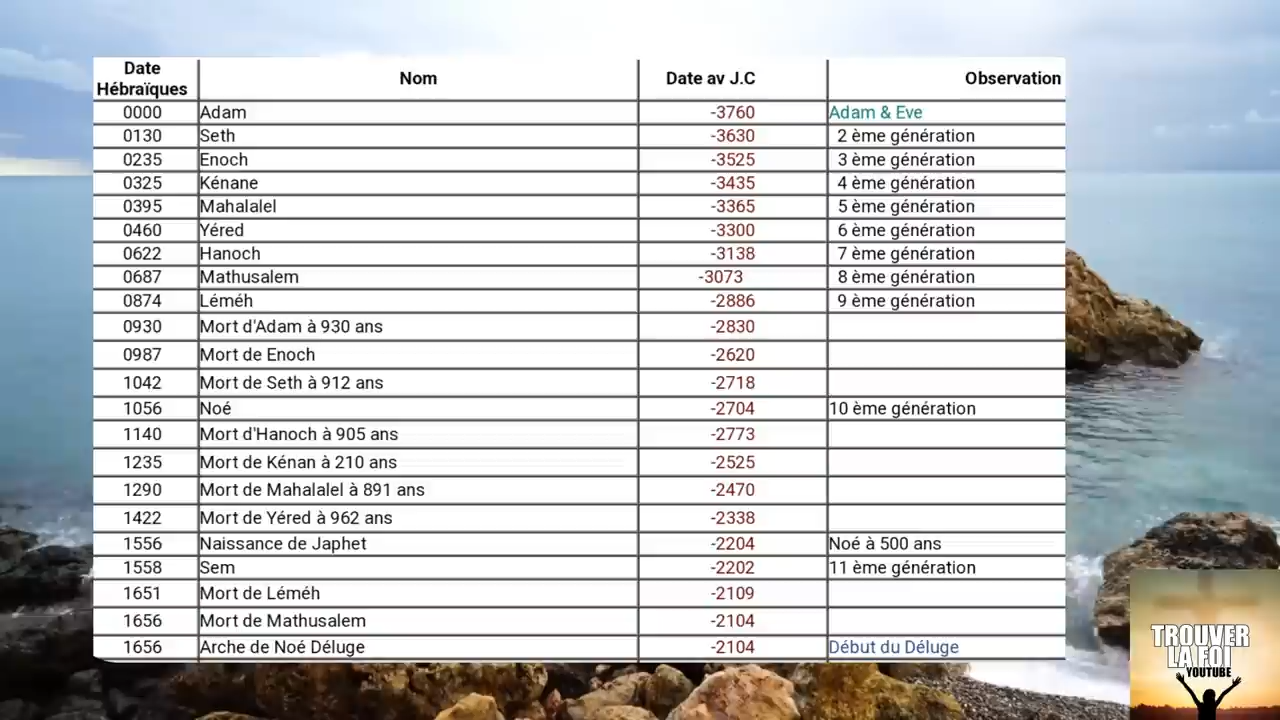 Date Hébraïques Nom Date av J.C Observation
0000 Adam -3760 Adam & Eve
0130 Seth -3630 2 ème génération
0235 Enoch -3525 3 ème génération
0325 Kénane -3435 4 ème génération
0395 Mahalalel -3365 5 ème génération
0460 Yéred -3300 6 ème génération
0622 Hanoch -3138 7 ème génération
0687 Mathusalem -3073 8 ème génération
0874 Léméh -2886 9 ème génération
0930 Mort d'Adam à 930 ans -2830
0987 Mort de Enoch -2620
1042 Mort de Seth à 912 ans -2718
1056 Noé -2704 10 ème génération
1140 Mort d'Hanoch à 905 ans -2773
1235 Mort de Kénan à 210 ans -2525
1290 Mort de Mahalalel à 891 ans -2470
1422 Mort de Yéred à 962 ans -2338
1556 Naissance de Japhet -2204 Noé à 500 ans
1558 Sem -2202 11 ème génération
1651 Mort de Léméh -2109
1656 Mort de Mathusalem -2104
1656 Arche de Noé Déluge -2104 Début du Déluge
TROUVER
LA FOI
YOUTUBE